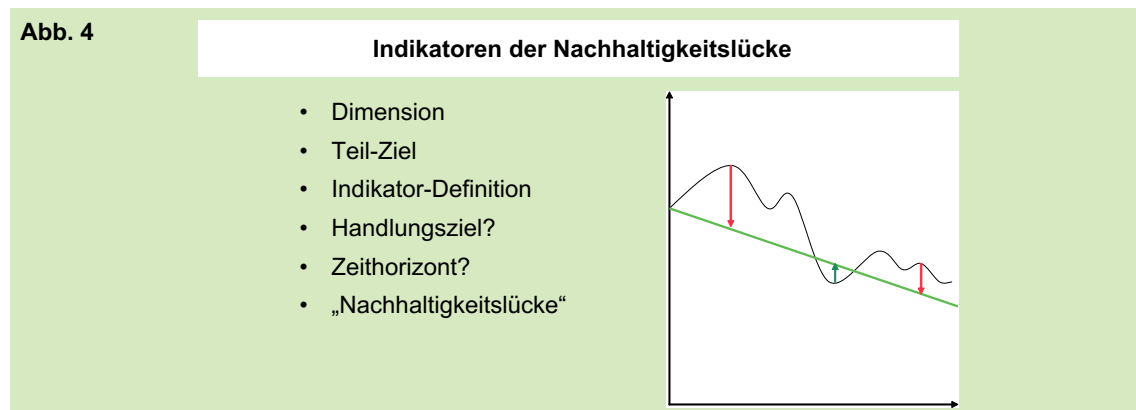 Abb. 4
Indikatoren der Nachhaltigkeitslücke
• Dimension
• Teil-Ziel
• Indikator-Definition
• Handlungsziel?
• Zeithorizont?
• „Nachhaltigkeitslücke“